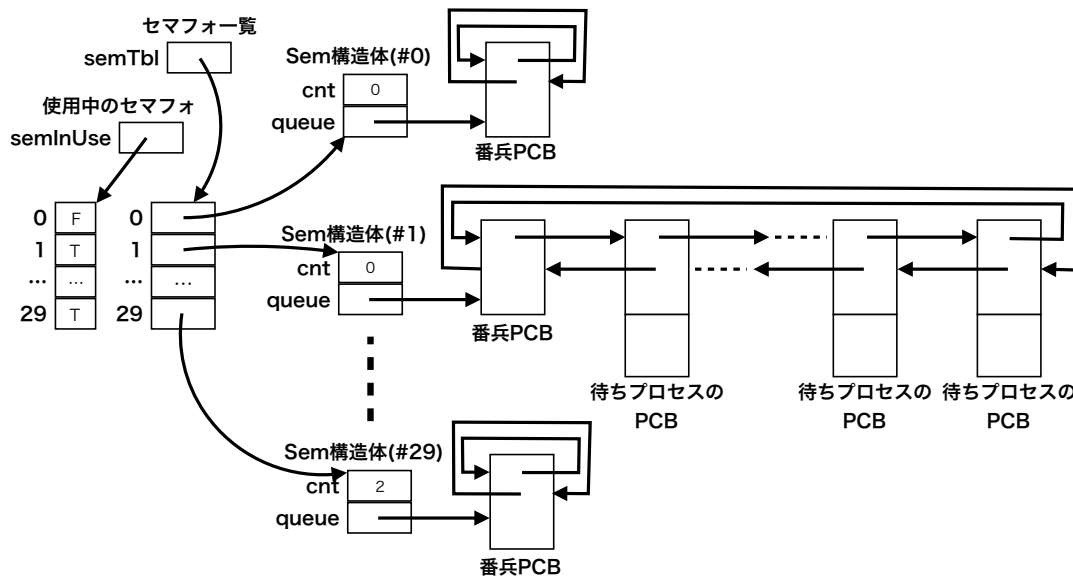 セマフォ一覧
semTbl
Sem構造体(#0)
cnt 0
queue
番兵PCB
使用中のセマフォ
semInUse
0 F
1 T
... ...
29 T
0
1
... ...
29
Sem構造体(#1)
cnt 0
queue
番兵PCB
待ちプロセスの
PCB
待ちプロセスの
PCB
待ちプロセスの
PCB
Sem構造体(#29)
cnt 2
queue
番兵PCB